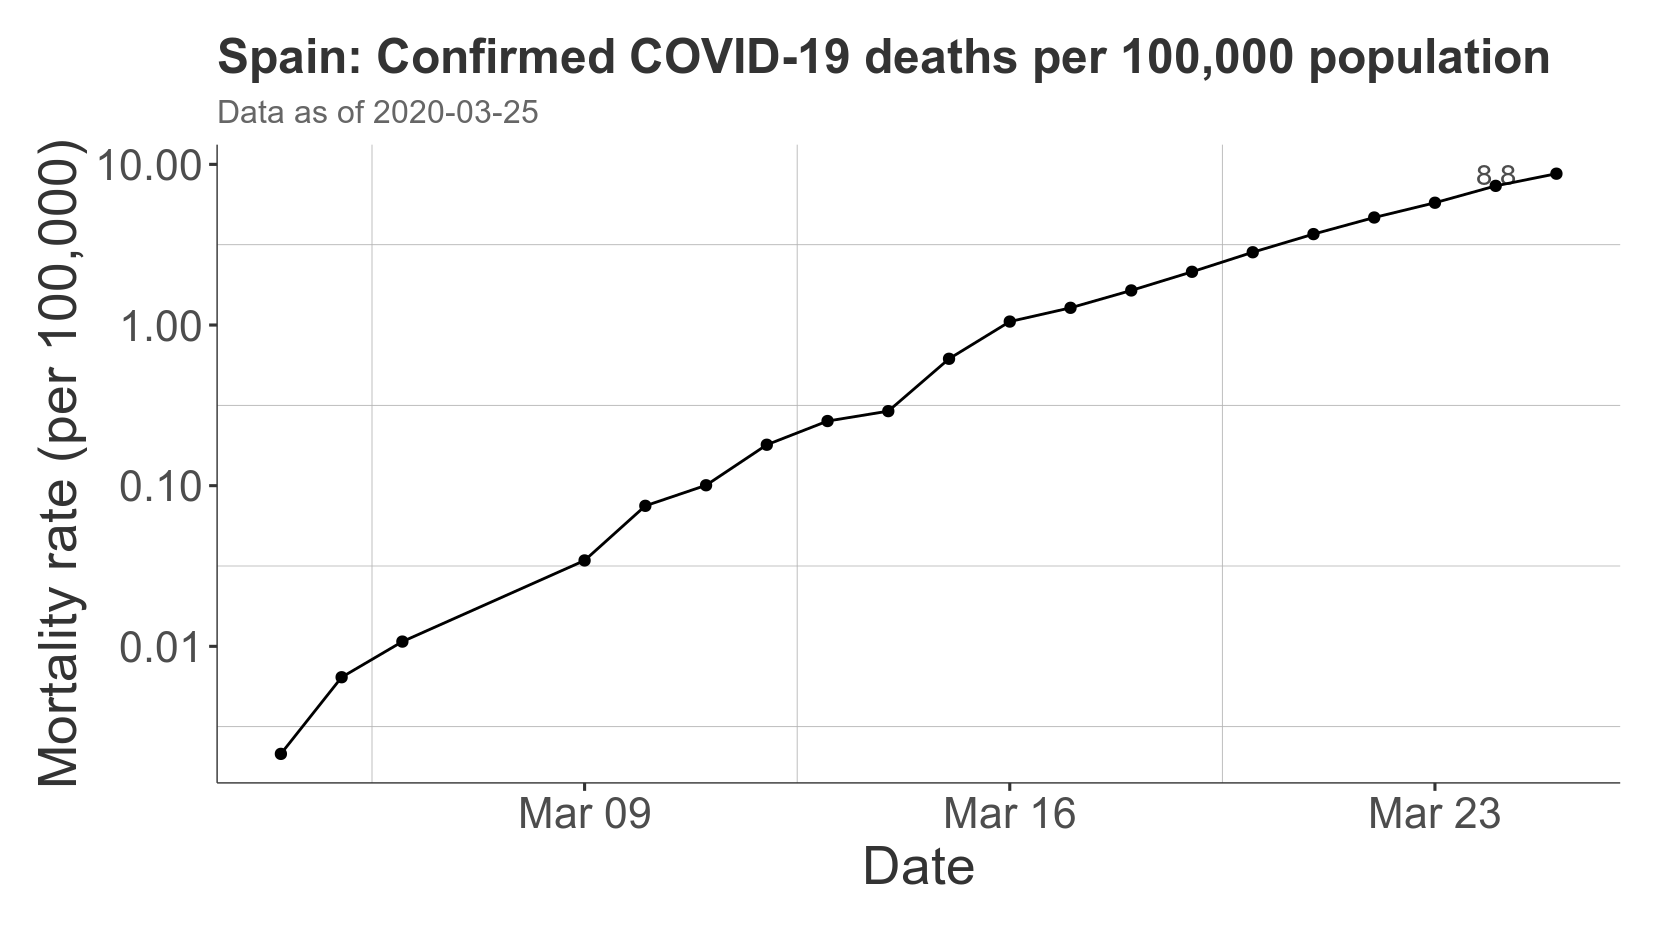 Spain: Confirmed COVID-19 deaths per 100,000 population
Data as of 2020-03-25
Mortality rate (per 100,000)
10.00
1.00
0.10
0.01
8.8
Mar 09
Mar 16
Mar 23
Date